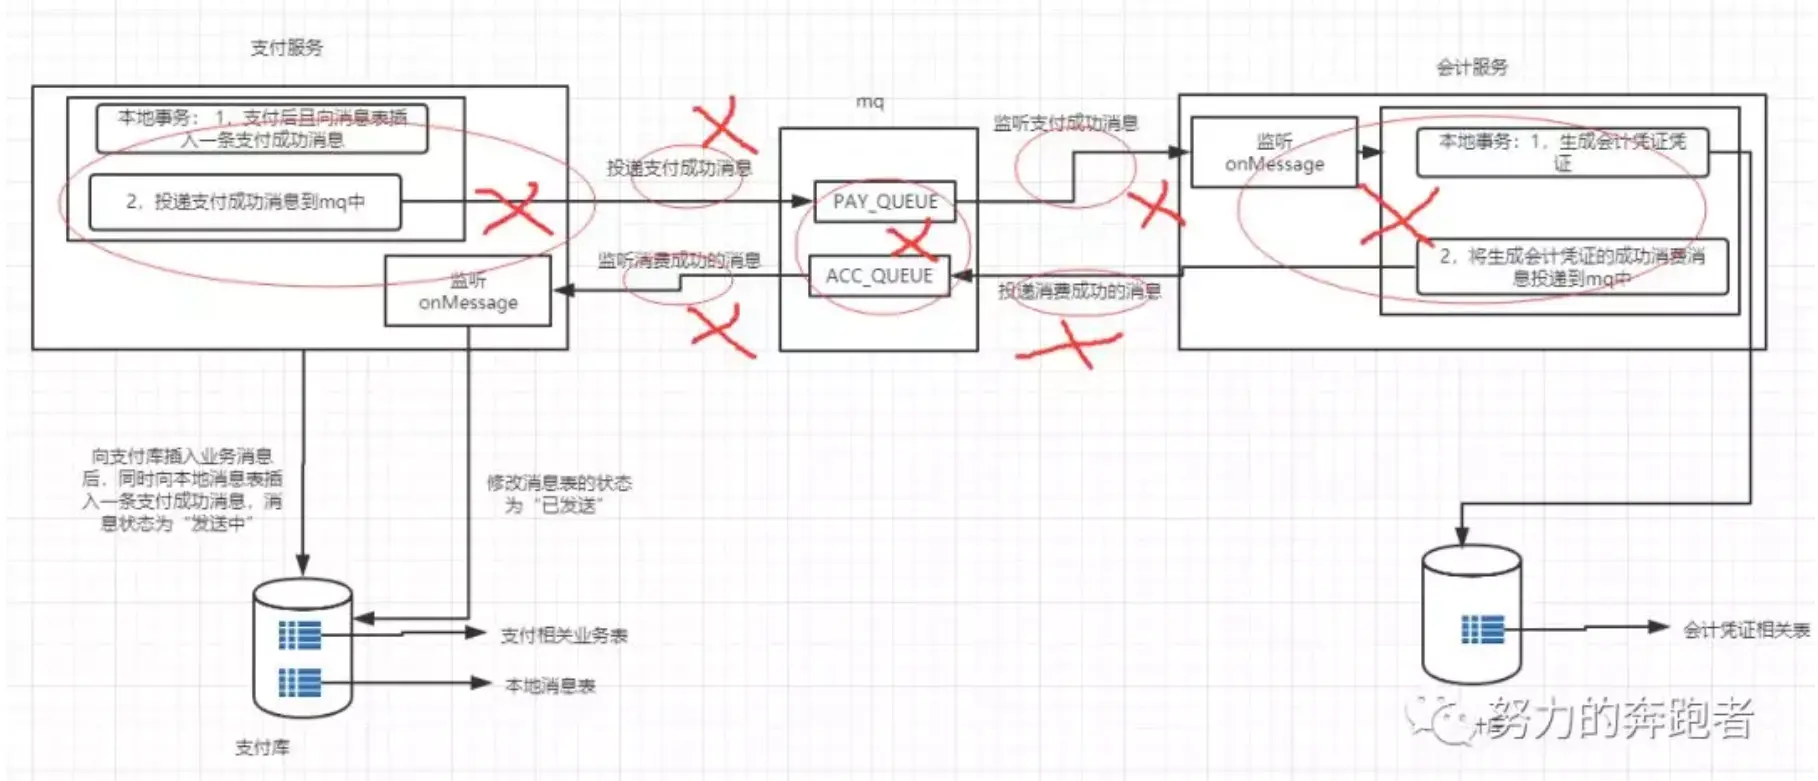 支付服务
本地事务：1，支付后且向消息表插
入一条支付成功消息
2，投递支付成功消息到mq中
监听
onMessage
投递支付成功消息
监听消费成功的消息
mq
PAY_QUEUE
ACC_QUEUE
监听支付成功消息
投递消费成功的消息
会计服务
监听
onMessage
本地事务：1，生成会计凭证凭
证
2，将生成会计凭证的成功消费消
息投递到mq中
向支付库插入业务消息
后，同时向本地消息表插
入一条支付成功消息，消
息状态为“发送中”
修改消息表的状态
为“已发送”
支付相关业务表
本地消息表
支付库
会计凭证相关表
努力的奔跑者